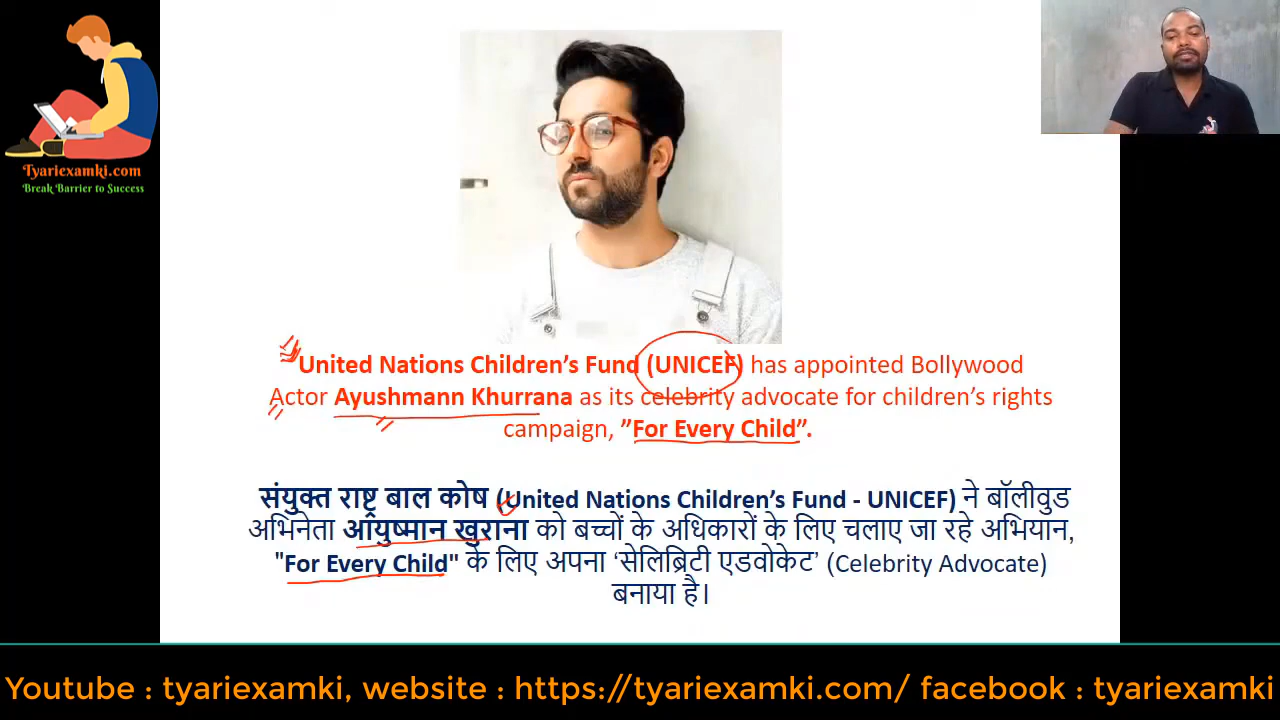 Tyariexamki.com
Break Barrier to Success
United Nations Children’s Fund (UNICEF) has appointed Bollywood
Actor Ayushmann Khurrana as its celebrity advocate for children’s rights
campaign, ”For Every Child”.
संयुक्त राष्ट्र बाल कोष (United Nations Children’s Fund - UNICEF) ने बॉलीवुड
अभिनेता आयुष्मान खुराना को बच्चों के अधिकारों के लिए चलाए जा रहे अभियान,
"For Every Child" के लिए अपना ‘सेलिब्रिटी एडवोकेट’ (Celebrity Advocate)
बनाया है।
Youtube : tyariexamki, website : https://tyariexamki.com/ facebook : tyariexamki